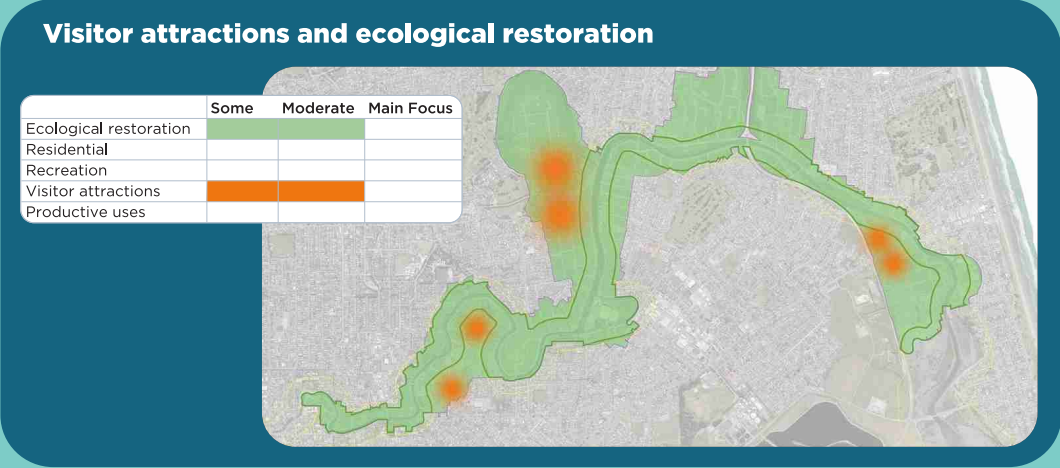 Visitor attractions and ecological restoration
Some Moderate Main Focus
Ecological restoration
Residential
Recreation
Visitor attractions
Productive uses